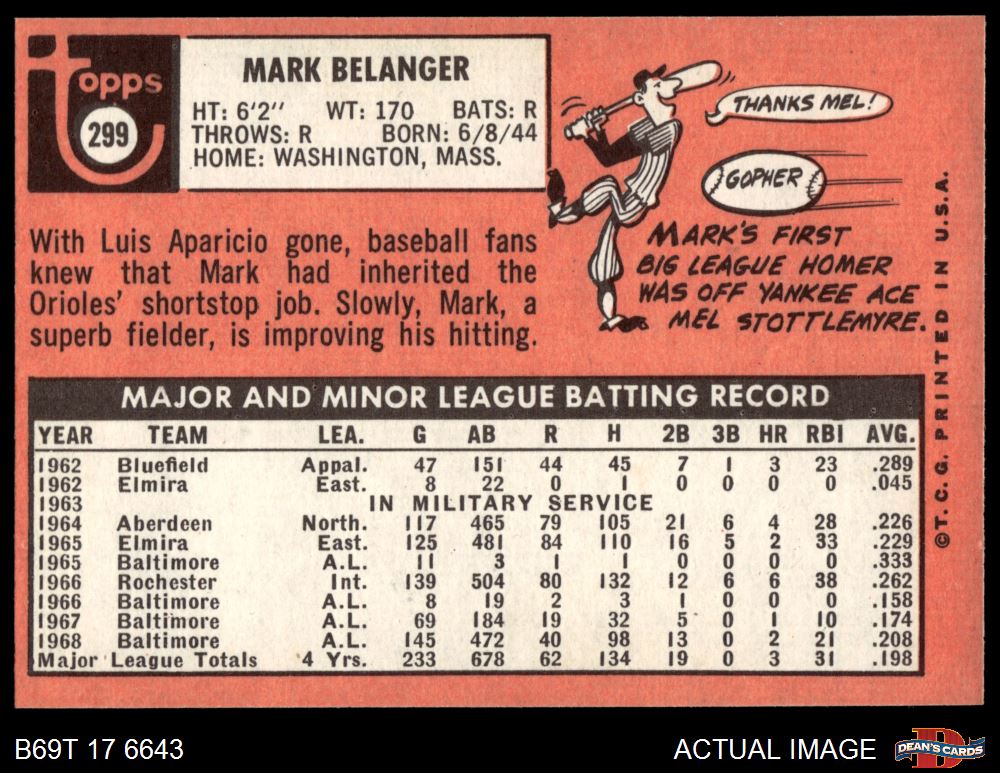 topps
299
MARK BELANGER
HT: 6'2" WT: 170 BATS: R
THROWS: R BORN: 6/8/44
HOME: WASHINGTON, MASS.
THANKS MEL!
GOPHER
MARK'S FIRST
BIG LEAGUE HOMER
WAS OFF YANKEE ACE
MEL STOTTLEMYRE.
With Luis Aparicio gone, baseball fans
knew that Mark had inherited the
Orioles' shortstop job. Slowly, Mark, a
superb fielder, is improving his hitting.
MAJOR AND MINOR LEAGUE BATTING RECORD
YEAR TEAM LEA. G AB R H 2B 3B HR RBI AVG.
1962 Bluefield Appal. 47 151 44 45 7 1 3 23 .289
1962 Elmira East. 8 22 0 1 0 0 0 0 .045
1963 IN MILITARY SERVICE
1964 Aberdeen North. 117 465 79 105 21 6 4 28 .226
1965 Elmira East. 125 481 84 110 16 5 2 33 .229
1965 Baltimore A.L. 11 3 1 1 0 0 0 0 .333
1966 Rochester Int. 139 504 80 132 12 6 6 38 .262
1966 Baltimore A.L. 8 19 2 3 1 0 0 0 .158
1967 Baltimore A.L. 69 184 19 32 5 0 1 10 .174
1968 Baltimore A.L. 145 472 40 98 13 0 2 21 .208
Major League Totals 4 Yrs. 233 678 62 134 19 0 3 31 .198
©T.C.G. PRINTED IN U.S.A.
B69T 17 6643
ACTUAL IMAGE
D
DEAN'S CARDS